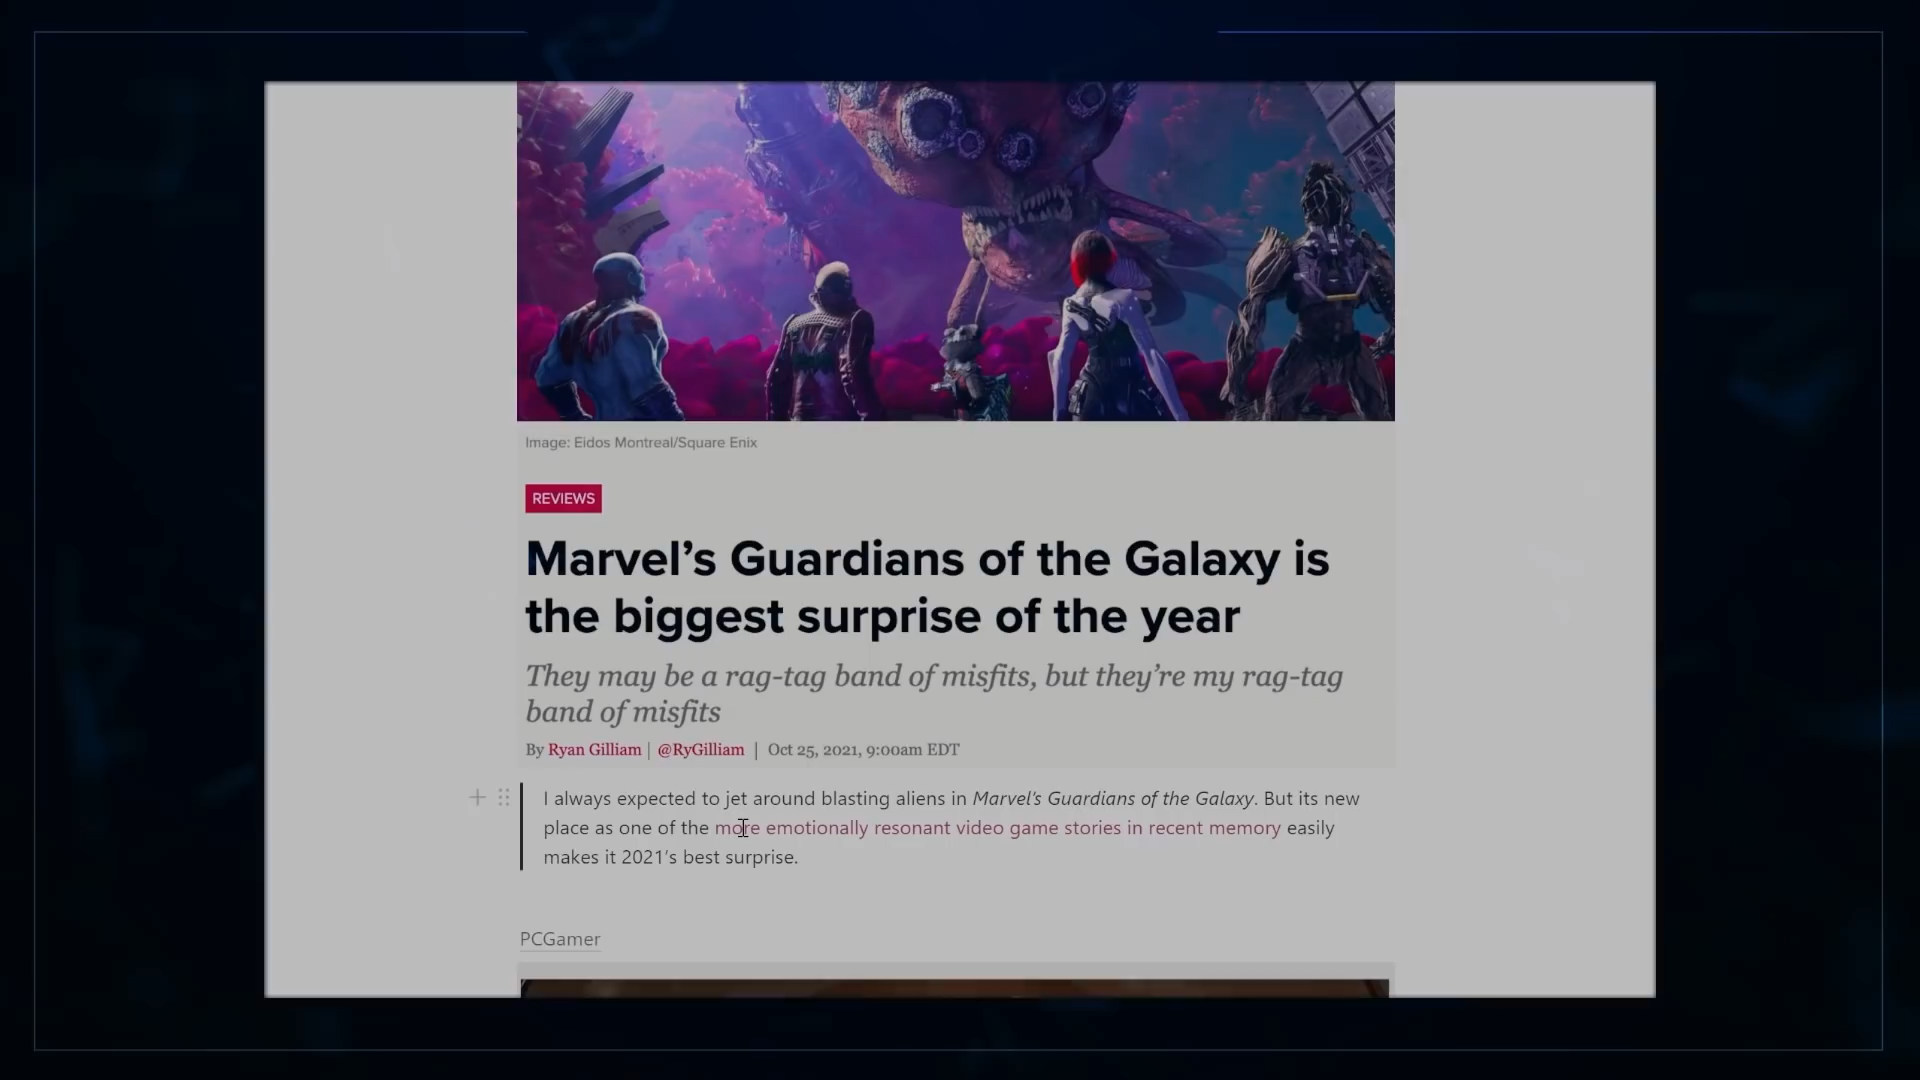 Image: Eidos Montreal/Square Enix
REVIEWS
Marvel’s Guardians of the Galaxy is
the biggest surprise of the year
They may be a rag-tag band of misfits, but they’re my rag-tag
band of misfits
By Ryan Gilliam | @RyGilliam | Oct 25, 2021, 9:00am EDT
I always expected to jet around blasting aliens in Marvel’s Guardians of the Galaxy. But its new
place as one of the more emotionally resonant video game stories in recent memory easily
makes it 2021’s best surprise.
PCGamer